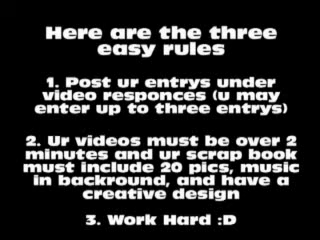 Here are the three
easy rules
1. Post ur entrys under
video responces (u may
enter up to three entrys)
2. Ur videos must be over 2
minutes and ur scrap book
must include 20 pics, music
in backround, and have a
creative design
3. Work Hard :D